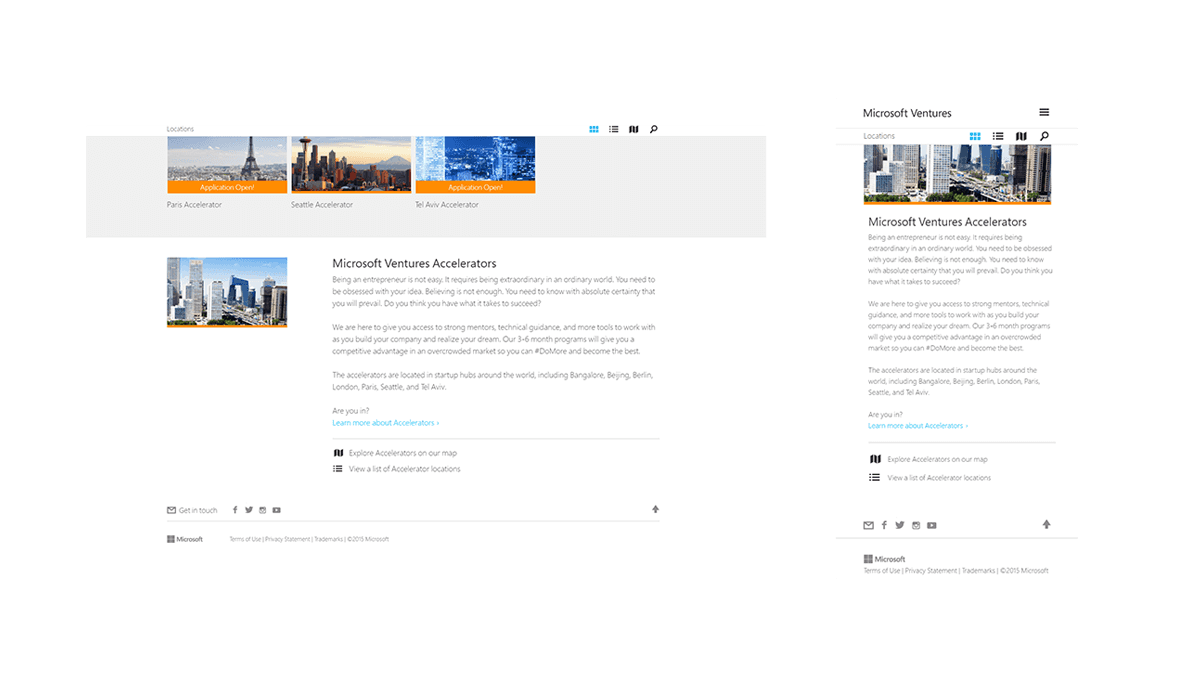 Locations
Application Open!
Application Open!
Paris Accelerator
Seattle Accelerator
Tel Aviv Accelerator
Microsoft Ventures Accelerators
Being an entrepreneur is not easy. It requires being extraordinary in an ordinary world. You need to
be obsessed with your idea. Believing is not enough. You need to know with absolute certainty that
you will prevail. Do you think you have what it takes to succeed?
We are here to give you access to strong mentors, technical guidance, and more tools to work with
as you build your company and realize your dream. Our 3-6 month programs will give you a
competitive advantage in an overcrowded market so you can #DoMore and become the best.
The accelerators are located in startup hubs around the world, including Bangalore, Beijing, Berlin,
London, Paris, Seattle, and Tel Aviv.
Are you in?
Learn more about Accelerators ›
Explore Accelerators on our map
View a list of Accelerator locations
Get in touch
Microsoft
Terms of Use | Privacy Statement | Trademarks | ©2015 Microsoft
Microsoft Ventures
Locations
Microsoft Ventures Accelerators
Being an entrepreneur is not easy. It requires being
extraordinary in an ordinary world. You need to be obsessed
with your idea. Believing is not enough. You need to know
with absolute certainty that you will prevail. Do you think you
have what it takes to succeed?
We are here to give you access to strong mentors, technical
guidance, and more tools to work with as you build your
company and realize your dream. Our 3-6 month programs
will give you a competitive advantage in an overcrowded
market so you can #DoMore and become the best.
The accelerators are located in startup hubs around the
world, including Bangalore, Beijing, Berlin, London, Paris,
Seattle, and Tel Aviv.
Are you in?
Learn more about Accelerators ›
Explore Accelerators on our map
View a list of Accelerator locations
Microsoft
Terms of Use | Privacy Statement | Trademarks | ©2015 Microsoft